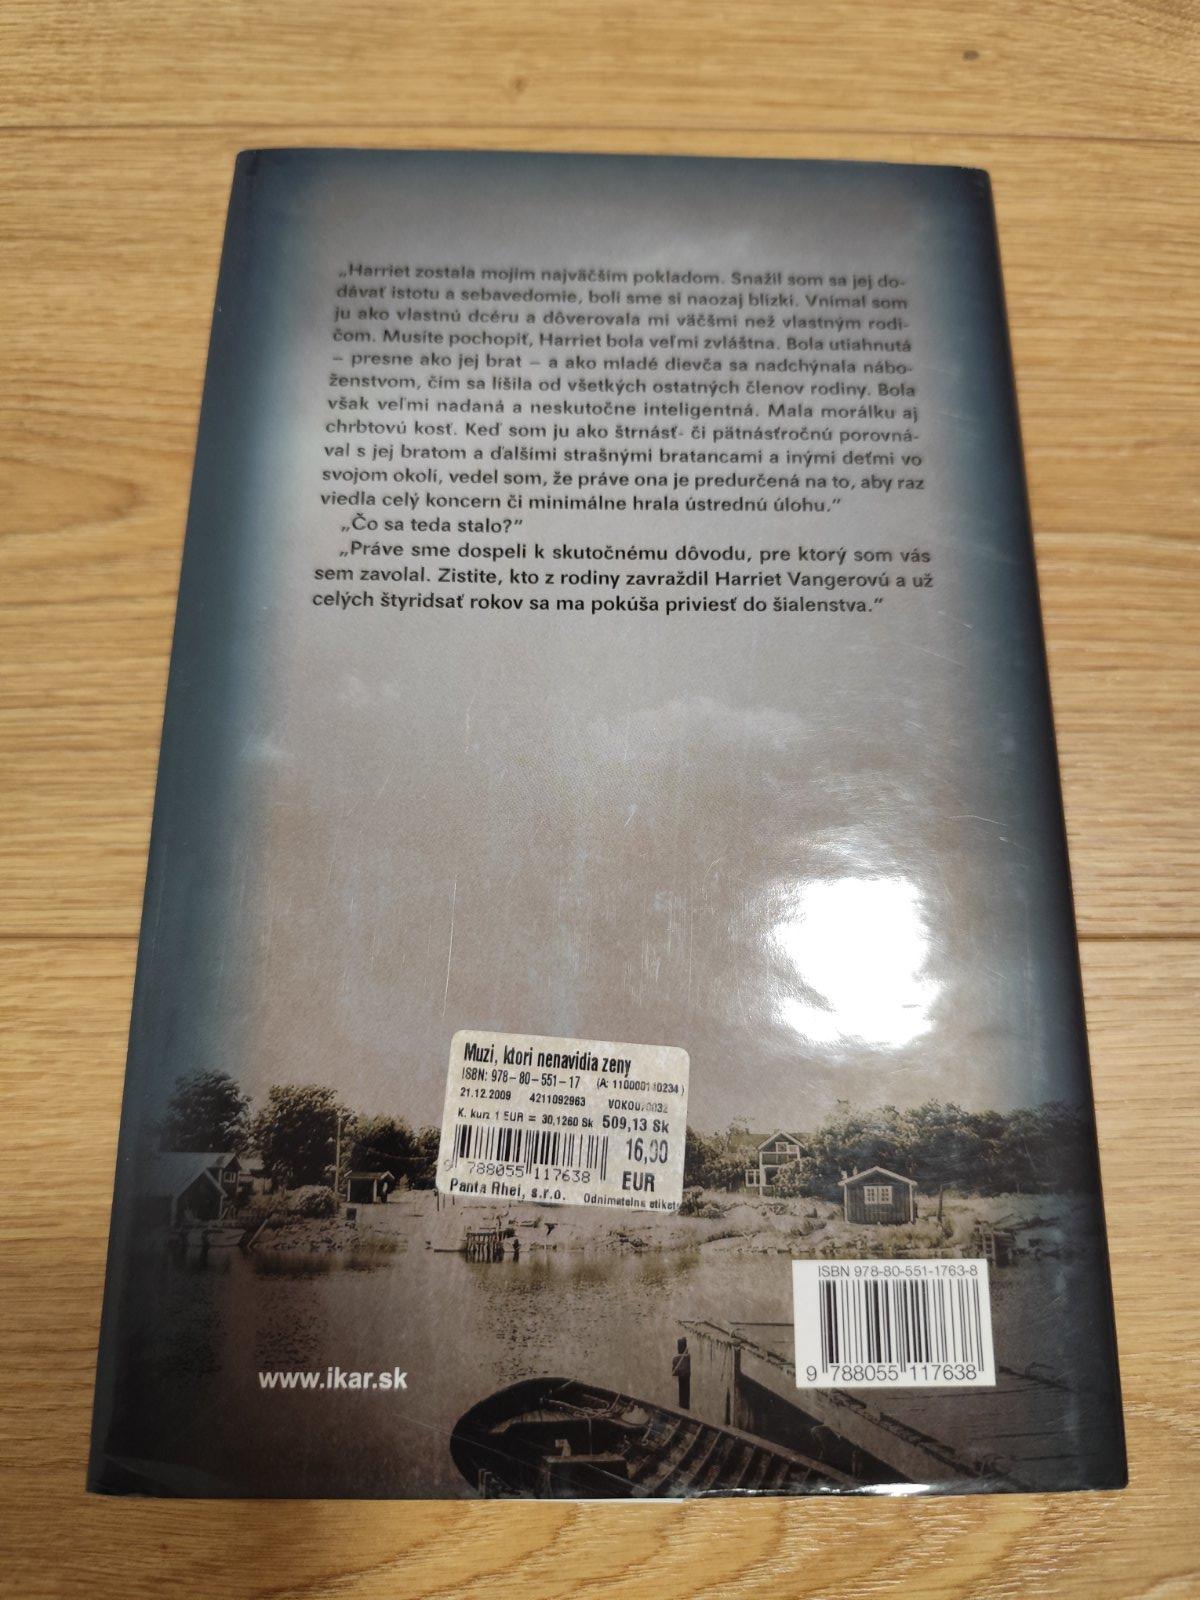 „Harriet zostala mojím najväčším pokladom. Snažil som sa jej do-
dávať istotu a sebavedomie, boli sme si naozaj blízki. Vnímal som
ju ako vlastnú dcéru a dôverovala mi väčšmi než vlastným rodi-
čom. Musíte pochopiť, Harriet bola veľmi zvláštna. Bola utiahnutá
– presne ako jej brat – a ako mladé dievča sa nadchýnala nábo-
ženstvom, čím sa líšila od všetkých ostatných členov rodiny. Bola
však veľmi nadaná a neskutočne inteligentná. Mala morálku aj
chrbtovú kosť. Keď som ju ako štrnásť- či pätnásťročnú porovná-
val s jej bratom a ďalšími strašnými bratancami a inými deťmi vo
svojom okolí, vedel som, že práve ona je predurčená na to, aby raz
viedla celý koncern či minimálne hrala ústrednú úlohu.“
„Čo sa teda stalo?“
„Práve sme dospeli k skutočnému dôvodu, pre ktorý som vás
sem zavolal. Zistite, kto z rodiny zavraždil Harriet Vangerovú a už
celých štyridsať rokov sa ma pokúša priviesť do šialenstva.“
Muzi, ktori nenavidia zeny
ISBN: 978-80-551-17 (A: 110000110234)
21.12.2009 4211092963
K. kurz 1 EUR = 30,1260 Sk 509,13 Sk
16,90
EUR
9 788055 117638
Panta Rhei, s.r.o. Odnimatelna etiket
ISBN 978-80-551-1763-8
9 788055 117638
www.ikar.sk